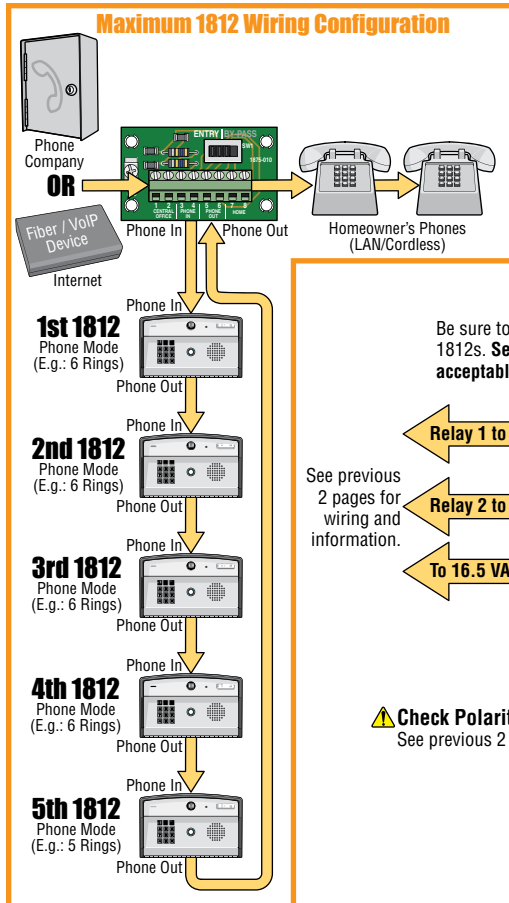 Maximum 1812 Wiring Configuration
Phone
Company
OR
Fiber / VoIP
Device
Internet
ENTRY BY-PASS
SW1
1875-010
1 2 3 4 5 6 7 8
CENTRAL OFFICE PHONE IN PHONE OUT HOME
Phone In
Phone Out
Homeowner's Phones
(LAN/Cordless)
Phone In
1st 1812
Phone Mode
(E.g.: 6 Rings)
Phone Out
Phone In
2nd 1812
Phone Mode
(E.g.: 6 Rings)
Phone Out
Phone In
3rd 1812
Phone Mode
(E.g.: 6 Rings)
Phone Out
Phone In
4th 1812
Phone Mode
(E.g.: 6 Rings)
Phone Out
Phone In
5th 1812
Phone Mode
(E.g.: 5 Rings)
Phone Out
Be sure to
1812s. Se
acceptabl
Relay 1 to
See previous
2 pages for
wiring and
information.
Relay 2 to
To 16.5 VA
Check Polarit
See previous 2